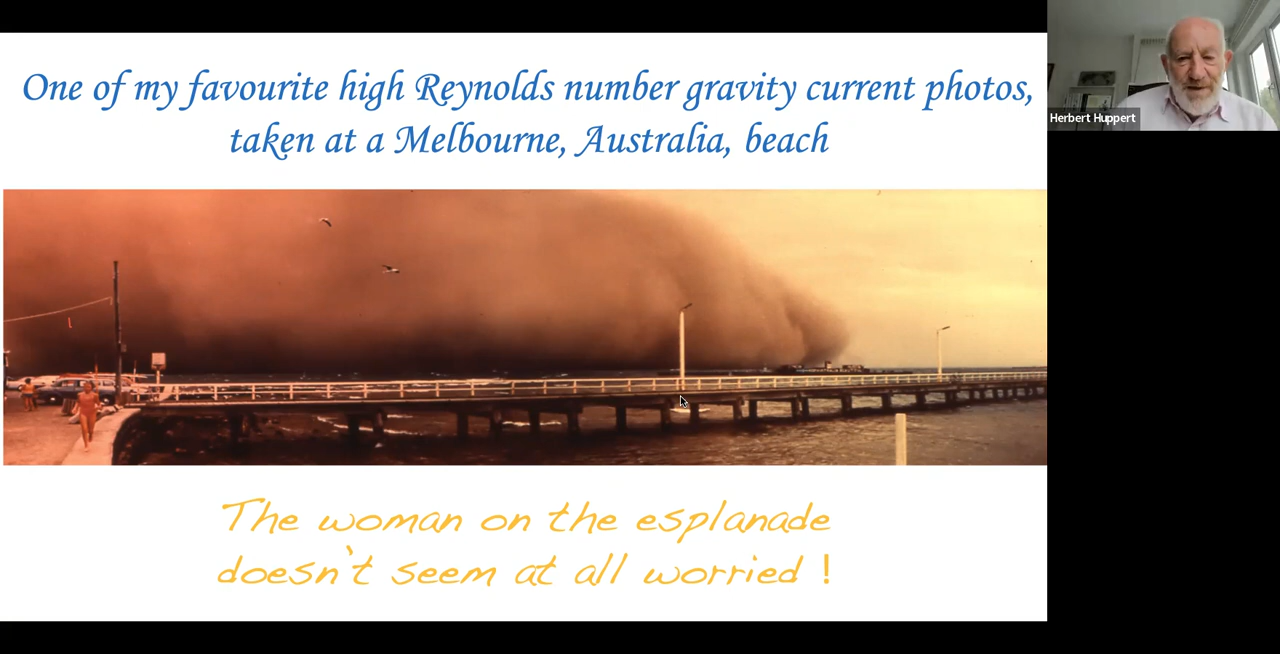 One of my favourite high Reynolds number gravity current photos,
taken at a Melbourne, Australia, beach
Herbert Huppert
The woman on the esplanade
doesn't seem at all worried !